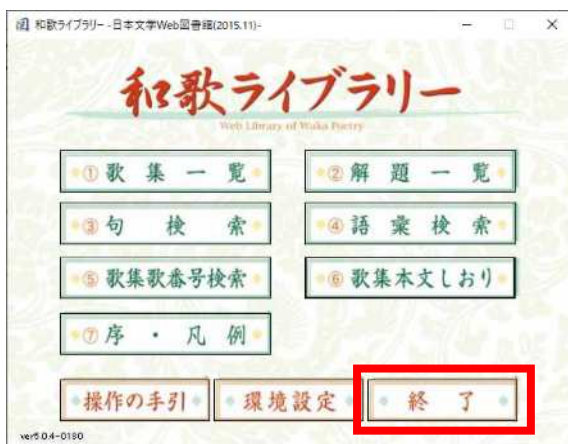 和歌ライブラリー -日本文学Web図書館(2015.11)-
和歌ライブラリー
Web Library of Waka Poetry
①歌集一覧 ②解題一覧
③句検索 ④語彙検索
⑤歌集歌番号検索 ⑥歌集本文しおり
⑦序・凡例
操作の手引 環境設定 終了
ver5.0.4-0190